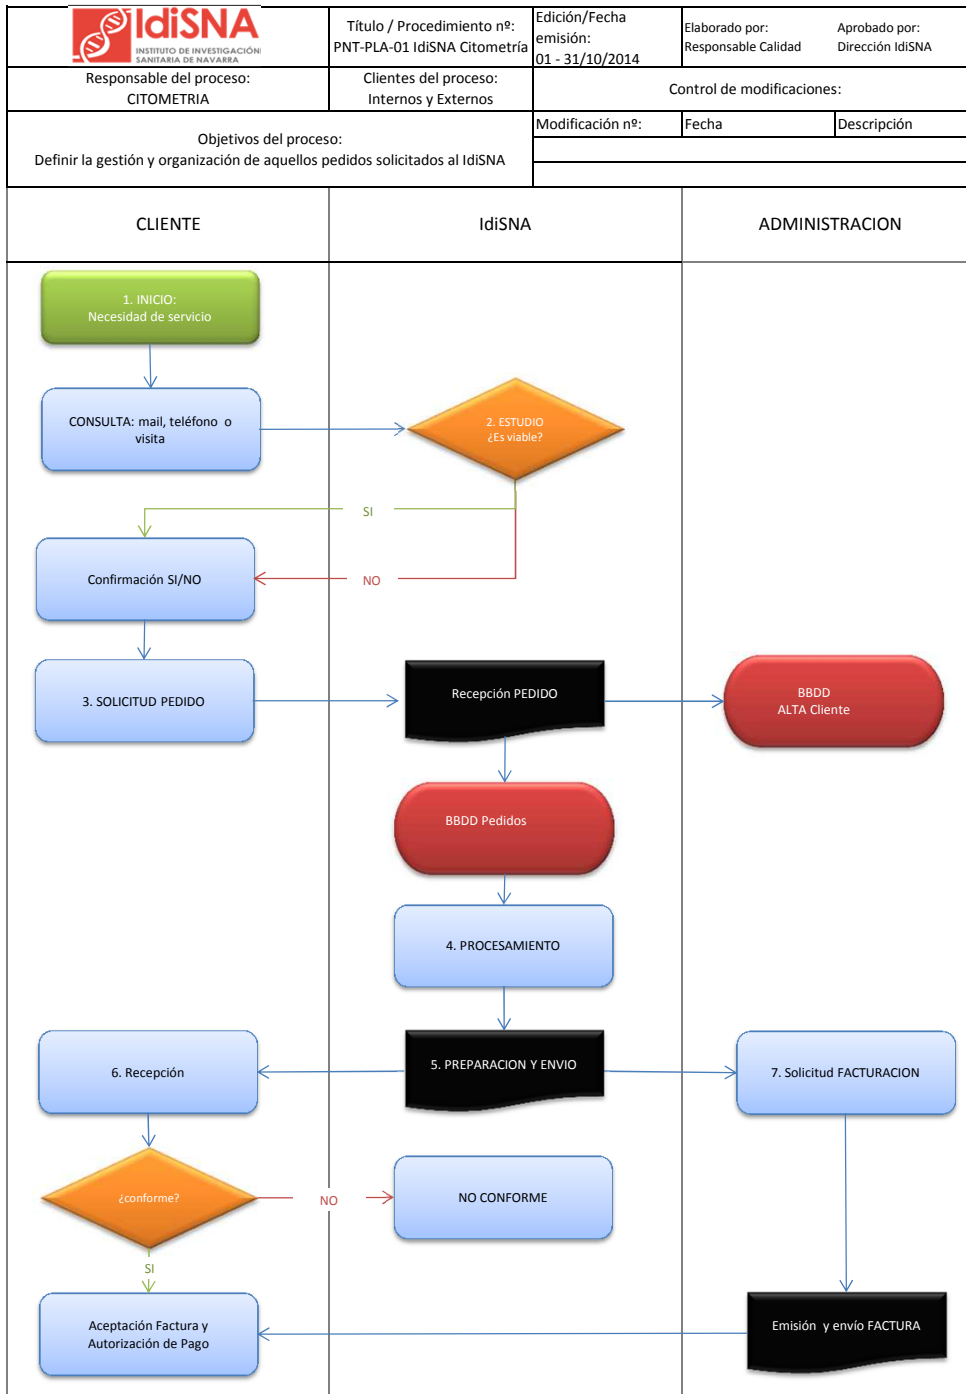 IdiSNA
INSTITUTO DE INVESTIGACIÓN
SANITARIA DE NAVARRA
Título / Procedimiento nº:
PNT-PLA-01 IdiSNA Citometría
Edición/Fecha
emisión:
01 - 31/10/2014
Elaborado por:
Responsable Calidad
Aprobado por:
Dirección IdiSNA
Responsable del proceso:
CITOMETRIA
Clientes del proceso:
Internos y Externos
Control de modificaciones:
Objetivos del proceso:
Definir la gestión y organización de aquellos pedidos solicitados al IdiSNA
Modificación nº:
Fecha
Descripción
CLIENTE
IdiSNA
ADMINISTRACION
1. INICIO:
Necesidad de servicio
CONSULTA: mail, teléfono o
visita
2. ESTUDIO
¿Es viable?
SI
Confirmación SI/NO
NO
3. SOLICITUD PEDIDO
Recepción PEDIDO
BBDD
ALTA Cliente
BBDD Pedidos
4. PROCESAMIENTO
5. PREPARACION Y ENVIO
6. Recepción
7. Solicitud FACTURACION
¿conforme?
NO
NO CONFORME
SI
Aceptación Factura y
Autorización de Pago
Emisión y envío FACTURA